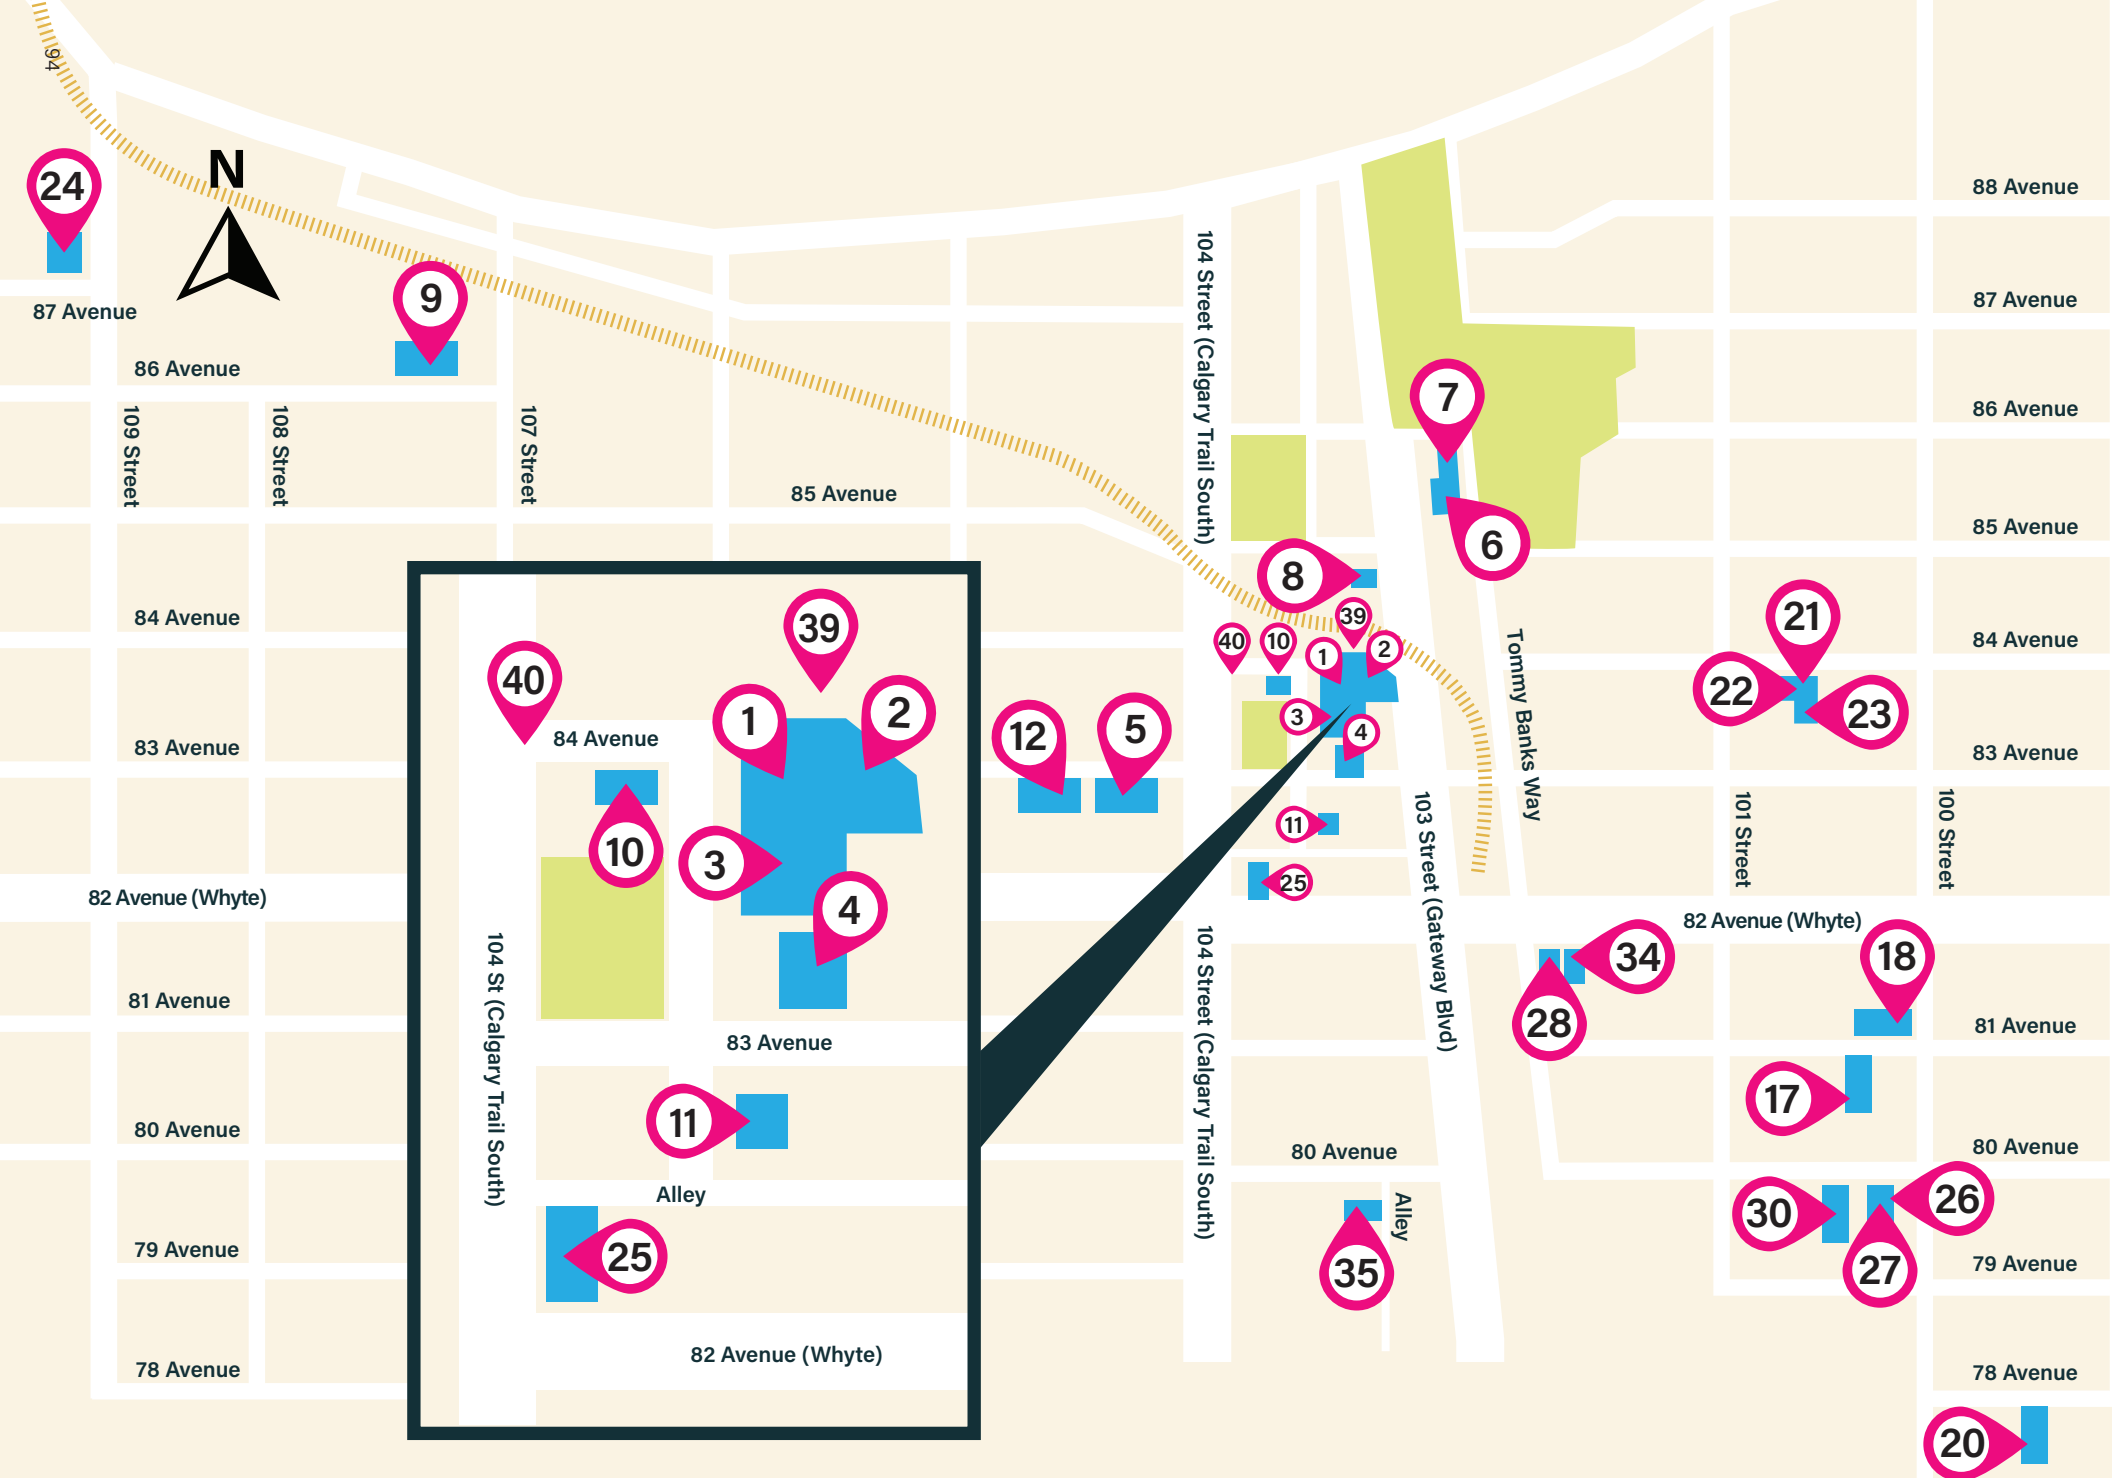 94
N
24
9
87 Avenue
86 Avenue
109 Street
108 Street
107 Street
85 Avenue
84 Avenue
83 Avenue
82 Avenue (Whyte)
81 Avenue
80 Avenue
79 Avenue
78 Avenue
40
39
1
2
84 Avenue
10
3
4
104 St (Calgary Trail South)
83 Avenue
11
Alley
25
82 Avenue (Whyte)
12
5
104 Street (Calgary Trail South)
104 Street (Calgary Trail South)
7
6
8
39
40
10
1
2
3
4
11
25
103 Street (Gateway Blvd)
Tommy Banks Way
80 Avenue
Alley
35
88 Avenue
87 Avenue
86 Avenue
85 Avenue
84 Avenue
21
22
23
83 Avenue
101 Street
100 Street
82 Avenue (Whyte)
34
28
18
81 Avenue
17
80 Avenue
30
26
27
79 Avenue
78 Avenue
20